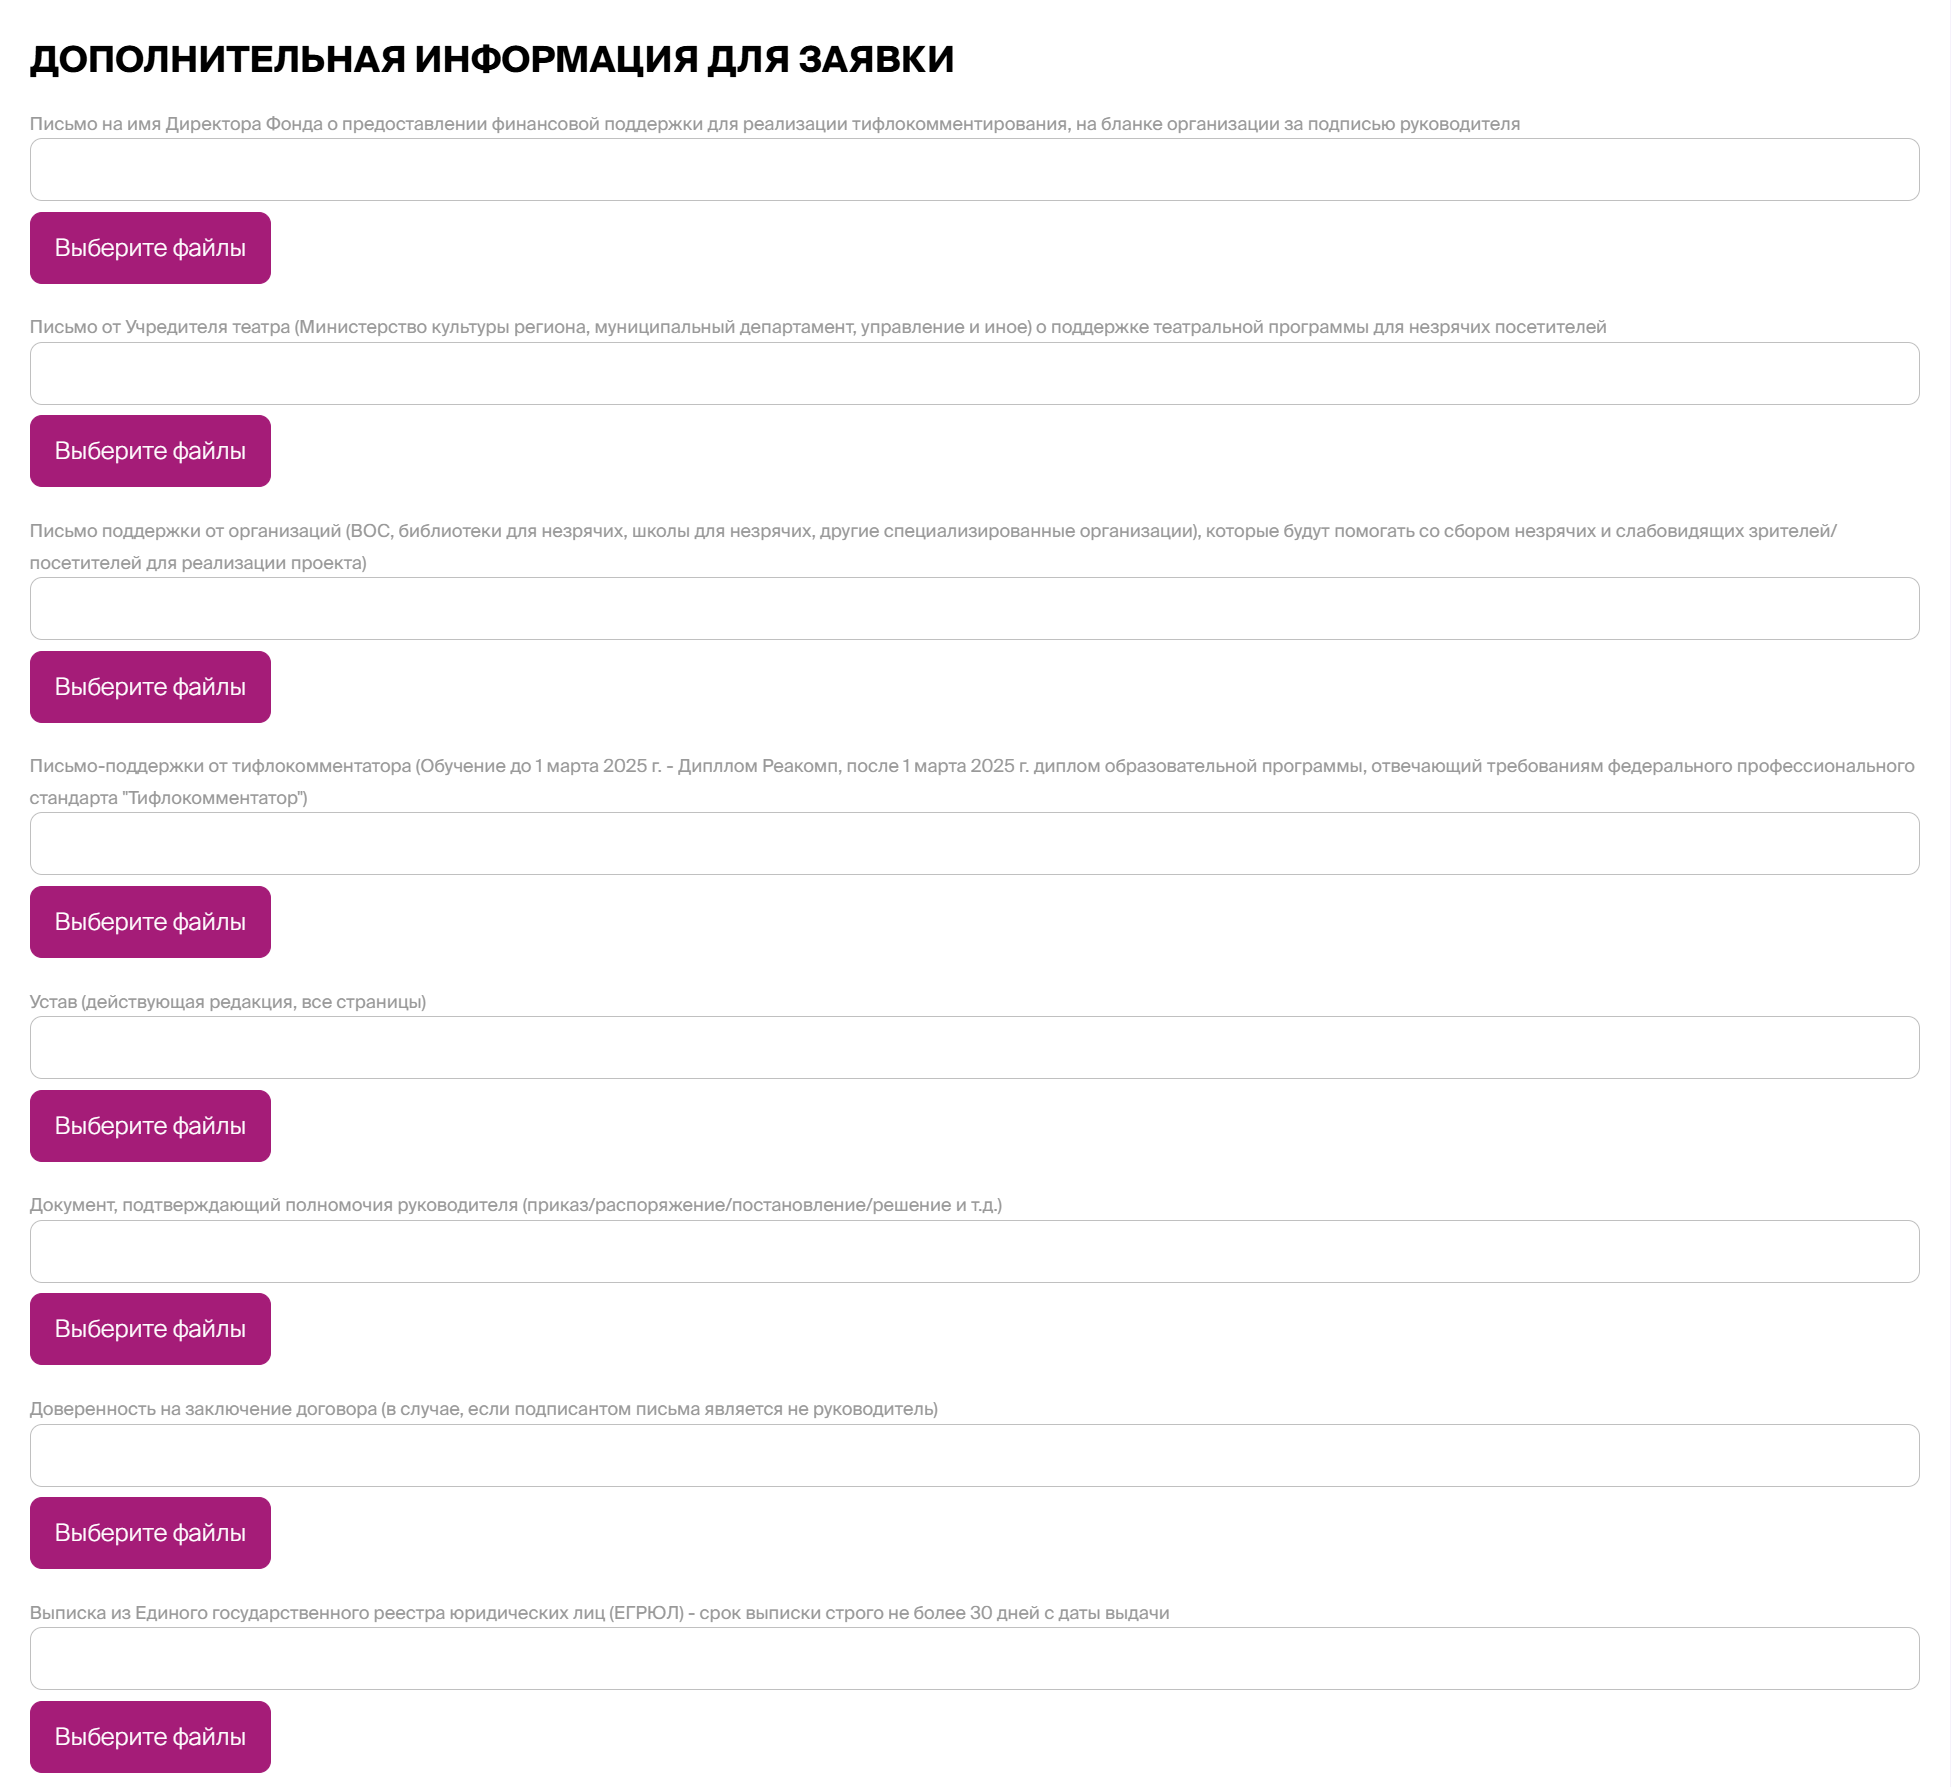 ДОПОЛНИТЕЛЬНАЯ ИНФОРМАЦИЯ ДЛЯ ЗАЯВКИ
Письмо на имя Директора Фонда о предоставлении финансовой поддержки для реализации тифлокомментирования, на бланке организации за подписью руководителя
Выберите файлы
Письмо от Учредителя театра (Министерство культуры региона, муниципальный департамент, управление и иное) о поддержке театральной программы для незрячих посетителей
Выберите файлы
Письмо поддержки от организаций (ВОС, библиотеки для незрячих, школы для незрячих, другие специализированные организации), которые будут помогать со сбором незрячих и слабовидящих зрителей/
посетителей для реализации проекта)
Выберите файлы
Письмо-поддержки от тифлокомментатора (Обучение до 1 марта 2025 г. - Дипллом Реакомп, после 1 марта 2025 г. диплом образовательной программы, отвечающий требованиям федерального профессионального
стандарта "Тифлокомментатор")
Выберите файлы
Устав (действующая редакция, все страницы)
Выберите файлы
Документ, подтверждающий полномочия руководителя (приказ/распоряжение/постановление/решение и т.д.)
Выберите файлы
Доверенность на заключение договора (в случае, если подписантом письма является не руководитель)
Выберите файлы
Выписка из Единого государственного реестра юридических лиц (ЕГРЮЛ) - срок выписки строго не более 30 дней с даты выдачи
Выберите файлы